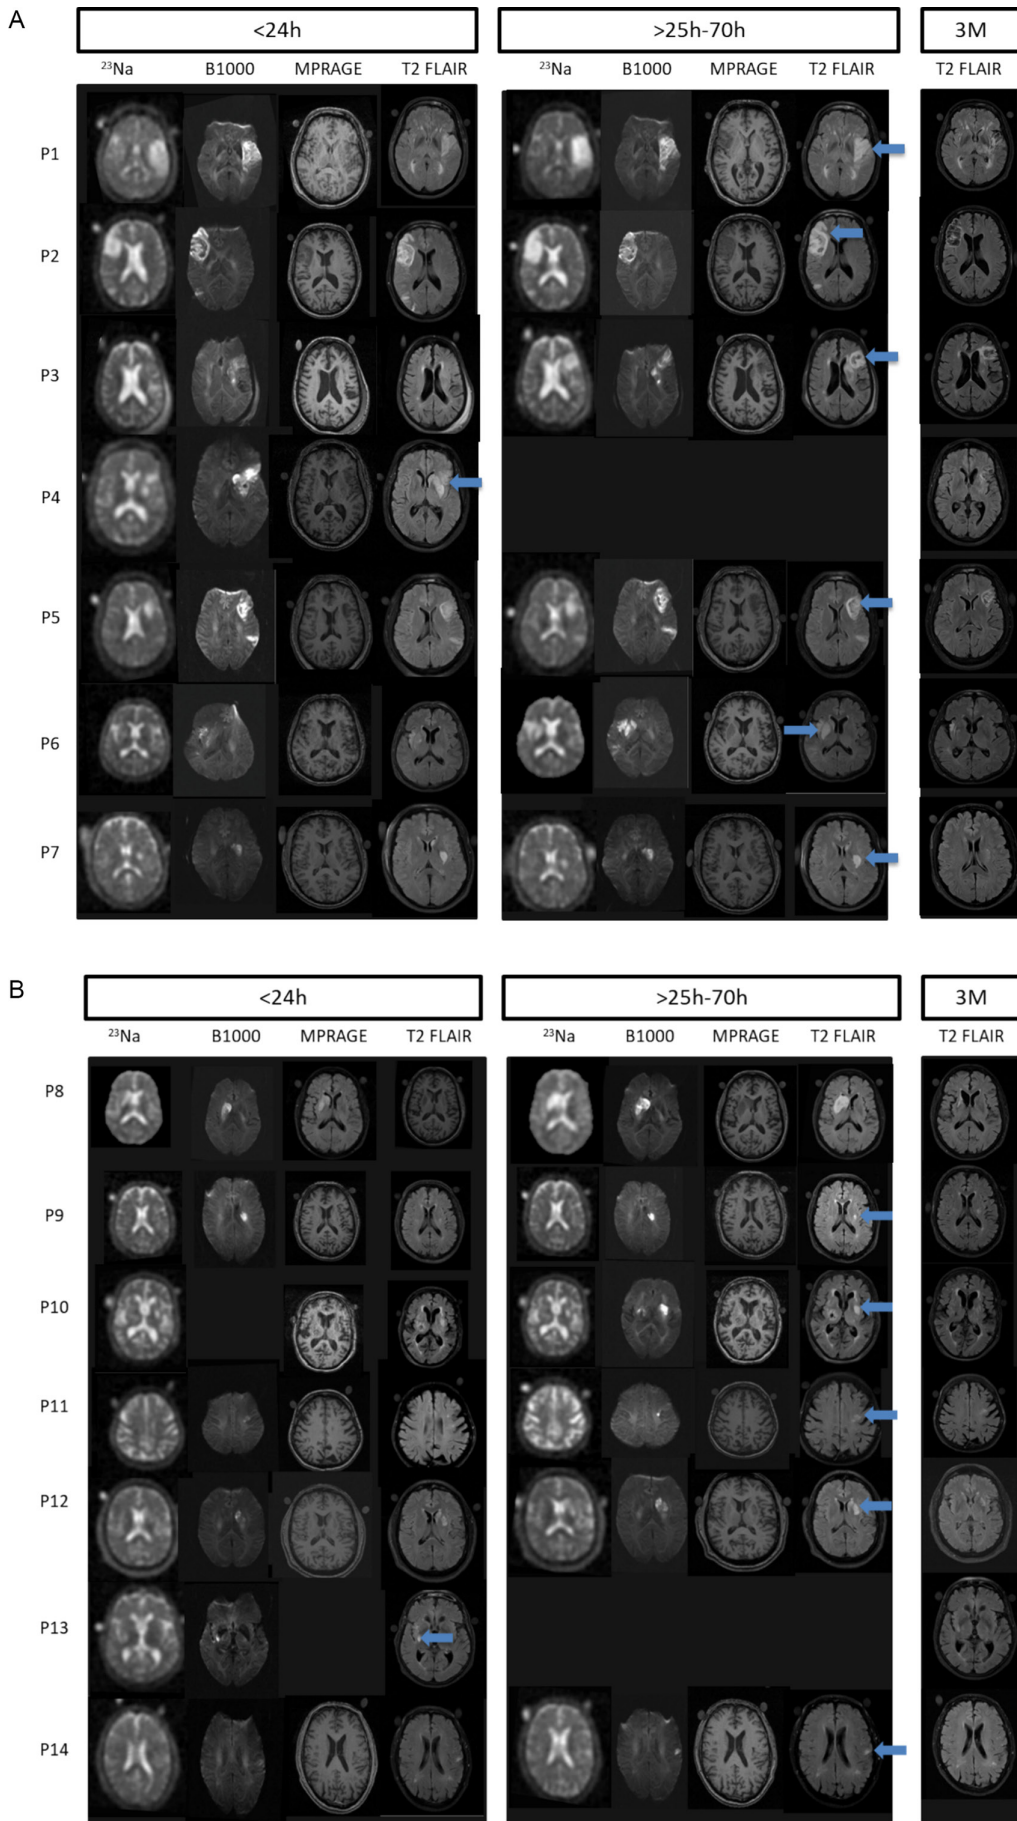 A
<24h >25h-70h 3M
²³Na B1000 MPRAGE T2 FLAIR ²³Na B1000 MPRAGE T2 FLAIR T2 FLAIR
P1
P2
P3
P4
P5
P6
P7
B
<24h >25h-70h 3M
²³Na B1000 MPRAGE T2 FLAIR ²³Na B1000 MPRAGE T2 FLAIR T2 FLAIR
P8
P9
P10
P11
P12
P13
P14